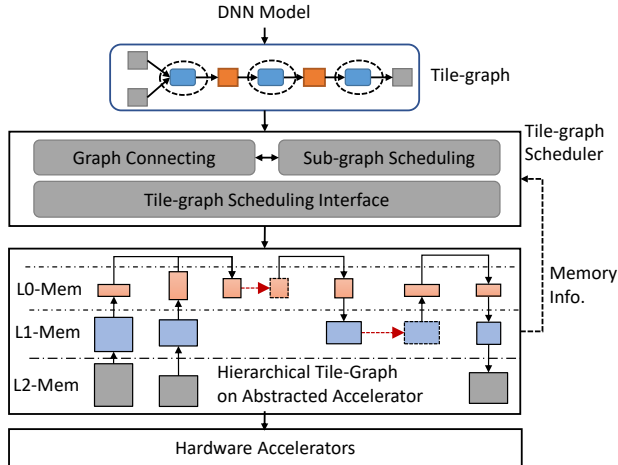 DNN Model
Tile-graph
Tile-graph
Scheduler
Graph Connecting
Sub-graph Scheduling
Tile-graph Scheduling Interface
L0-Mem
Memory
Info.
L1-Mem
L2-Mem
Hierarchical Tile-Graph
on Abstracted Accelerator
Hardware Accelerators